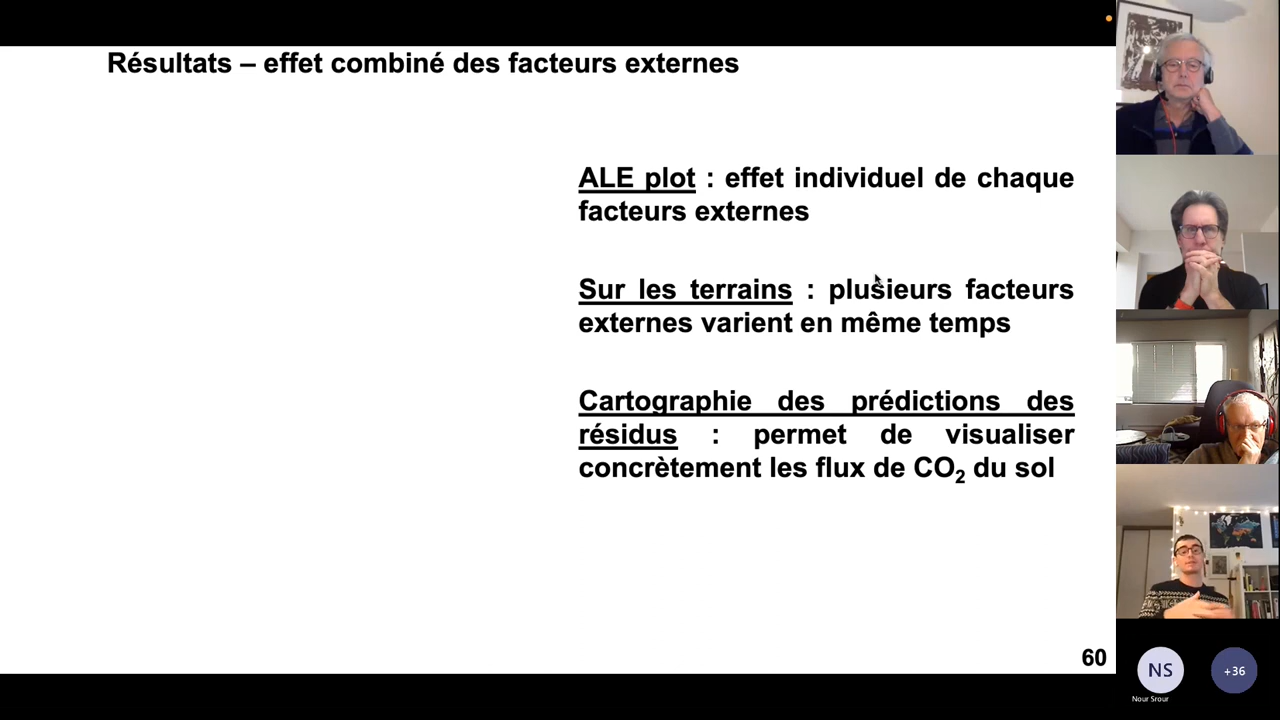 Résultats – effet combiné des facteurs externes
ALE plot : effet individuel de chaque
facteurs externes
Sur les terrains : plusieurs facteurs
externes varient en même temps
Cartographie des prédictions des
résidus : permet de visualiser
concrètement les flux de CO₂ du sol
60
NS
+36
Nour Srour